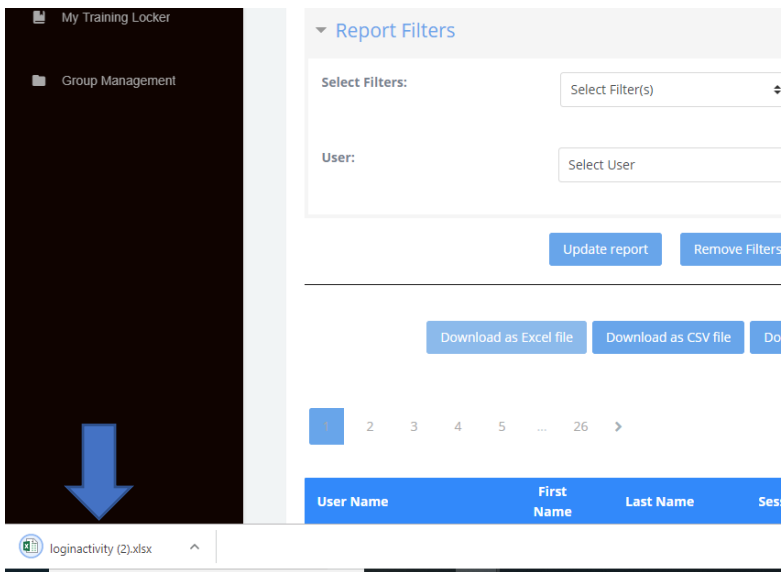 My Training Locker
Group Management
Report Filters
Select Filters:
Select Filter(s)
User:
Select User
Update report
Remove Filters
Download as Excel file
Download as CSV file
Do
1 2 3 4 5 ... 26
User Name
First
Name
Last Name
Sess
loginactivity (2).xlsx